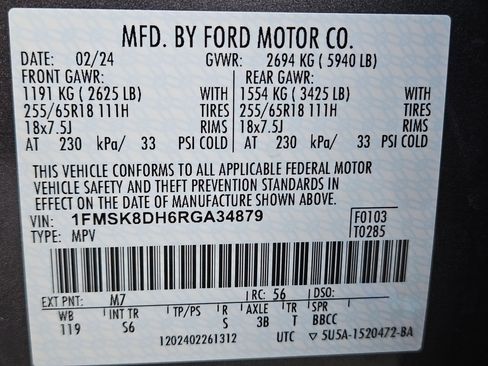 MFD. BY FORD MOTOR CO.
DATE: 02/24 GVWR: 2694 KG ( 5940 LB)
FRONT GAWR: REAR GAWR:
1191 KG ( 2625 LB) WITH 1554 KG ( 3425 LB) WITH
255/65R18 111H TIRES 255/65R18 111H TIRES
18x7.5J RIMS 18x7.5J RIMS
AT 230 kPa/ 33 PSI COLD AT 230 kPa/ 33 PSI COLD
THIS VEHICLE CONFORMS TO ALL APPLICABLE FEDERAL MOTOR
VEHICLE SAFETY AND THEFT PREVENTION STANDARDS IN
EFFECT ON THE DATE OF MANUFACTURE SHOWN ABOVE.
VIN: 1FMSK8DH6RGA34879 F0103
TYPE: MPV T0285
EXT PNT: M7 RC: 56 DSO:
WB INT TR TP/PS R AXLE TR SPR
119 S6 S 3B T BBCC
1202402261312 UTC ▽ 5U5A-1520472-BA